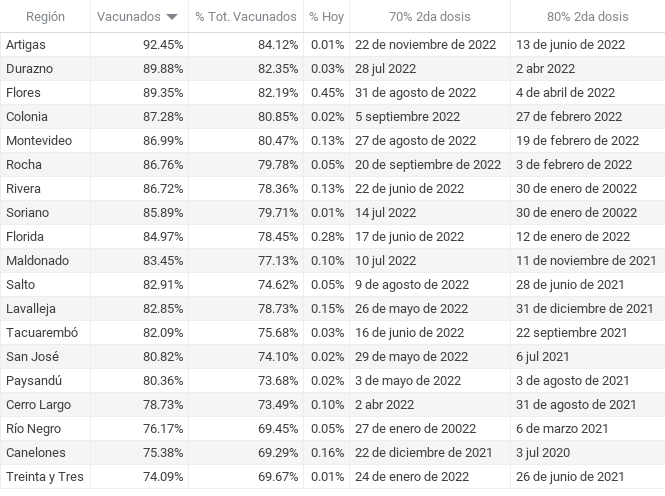 Región Vacunados % Tot. Vacunados % Hoy 70% 2da dosis 80% 2da dosis
Artigas 92.45% 84.12% 0.01% 22 de noviembre de 2022 13 de junio de 2022
Durazno 89.88% 82.35% 0.03% 28 jul 2022 2 abr 2022
Flores 89.35% 82.19% 0.45% 31 de agosto de 2022 4 de abril de 2022
Colonia 87.28% 80.85% 0.02% 5 septiembre 2022 27 de febrero 2022
Montevideo 86.99% 80.47% 0.13% 27 de agosto de 2022 19 de febrero de 2022
Rocha 86.76% 79.78% 0.05% 20 de septiembre de 2022 3 de febrero de 2022
Rivera 86.72% 78.36% 0.13% 22 de junio de 2022 30 de enero de 20022
Soriano 85.89% 79.71% 0.01% 14 jul 2022 30 de enero de 20022
Florida 84.97% 78.45% 0.28% 17 de junio de 2022 12 de enero de 2022
Maldonado 83.45% 77.13% 0.10% 10 jul 2022 11 de noviembre de 2021
Salto 82.91% 74.62% 0.05% 9 de agosto de 2022 28 de junio de 2021
Lavalleja 82.85% 78.73% 0.15% 26 de mayo de 2022 31 de diciembre de 2021
Tacuarembó 82.09% 75.68% 0.03% 16 de junio de 2022 22 septiembre 2021
San José 80.82% 74.10% 0.02% 29 de mayo de 2022 6 jul 2021
Paysandú 80.36% 73.68% 0.02% 3 de mayo de 2022 3 de agosto de 2021
Cerro Largo 78.73% 73.49% 0.10% 2 abr 2022 31 de agosto de 2021
Río Negro 76.17% 69.45% 0.05% 27 de enero de 20022 6 de marzo 2021
Canelones 75.38% 69.29% 0.16% 22 de diciembre de 2021 3 jul 2020
Treinta y Tres 74.09% 69.67% 0.01% 24 de enero de 2022 26 de junio de 2021